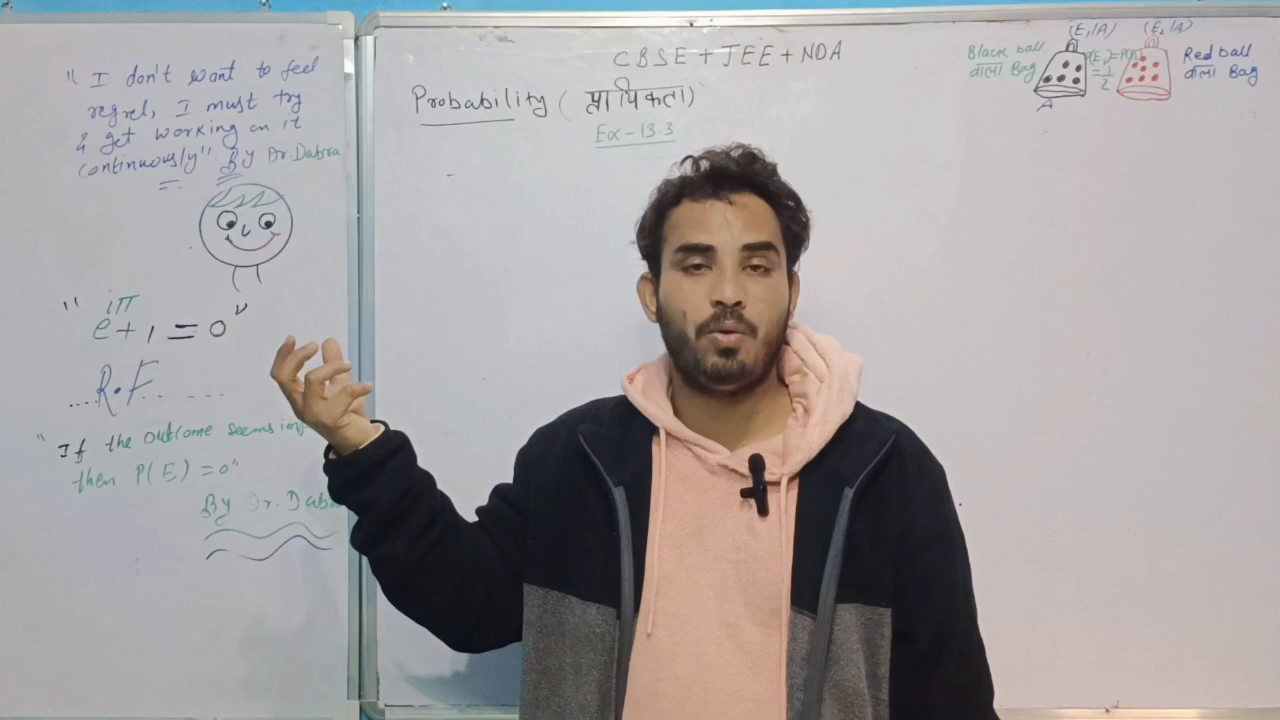 " I don't want to feel
regret, I must try
& get working on it
continuously" By Dr. Dabra
" e^iπ + 1 = 0 "
.... R.F. . . . .
" If the outcome seems
then P(E) = 0"
By Dr.
CBSE + JEE + NDA
Probability ( प्रायिकता)
Ex - 13.3
(E₁|A) (E₂|A)
Black ball
वाला Bag
A
= 1/2
Red ball
वाला Bag